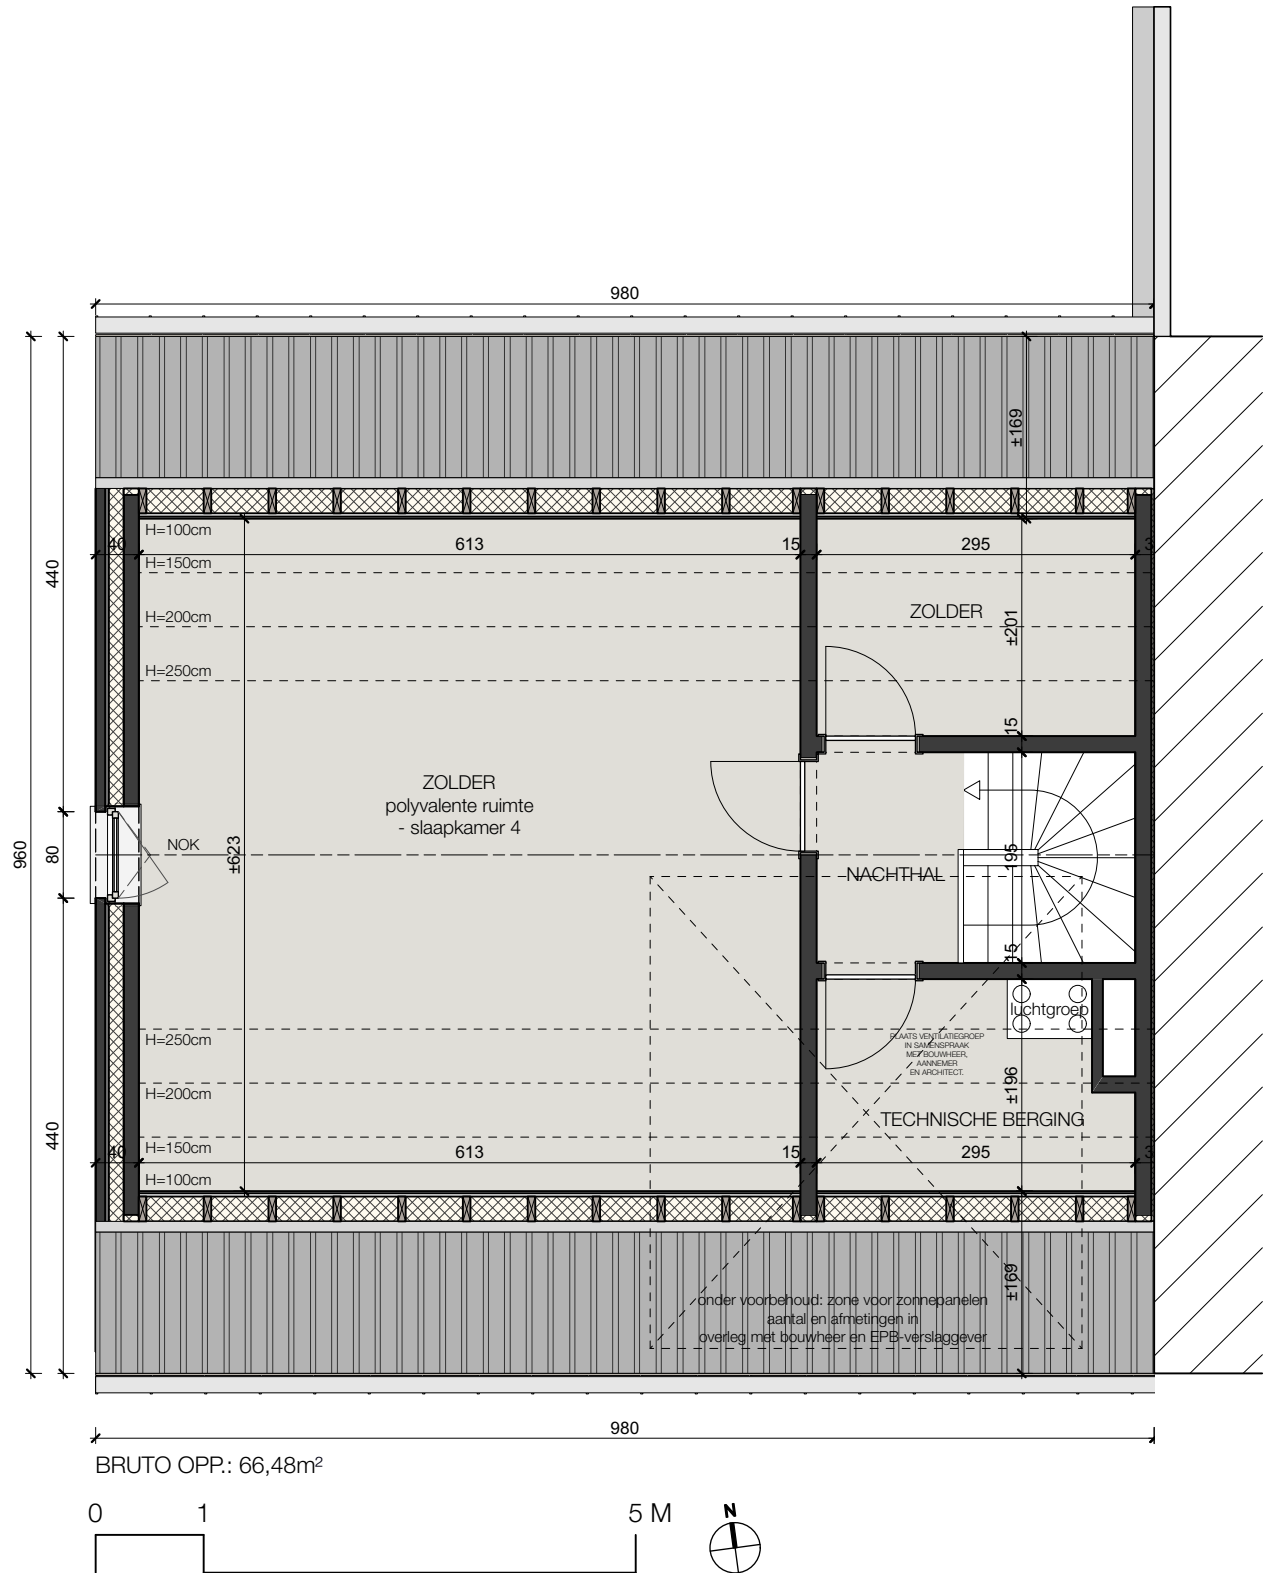 980
±169
H=100cm
40
613
15
295
3
H=150cm
440
H=200cm
ZOLDER
±201
H=250cm
15
ZOLDER
polyvalente ruimte
- slaapkamer 4
960
80
NOK
±623
195
NACHTHAL
15
luchtgroep
H=250cm
PLAATS VENTILATIEGROEP
IN SAMENSPRAAK
MET BOUWHEER,
AANNEMER
EN ARCHITECT.
±196
H=200cm
TECHNISCHE BERGING
440
H=150cm
40
613
15
295
3
H=100cm
±169
onder voorbehoud: zone voor zonnepanelen
aantal en afmetingen in
overleg met bouwheer en EPB-verslaggever
980
BRUTO OPP.: 66,48m²
0 1 5 M
N